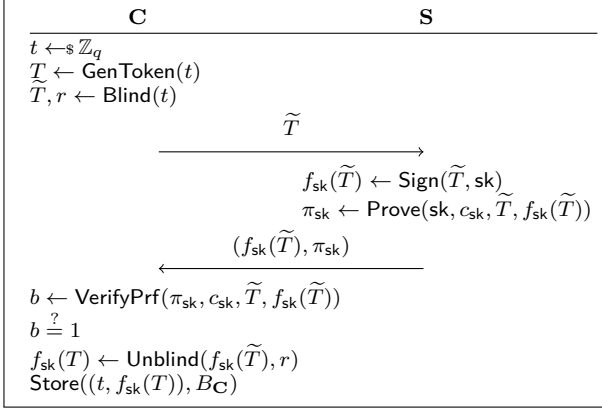 C S
t ←$ ℤq
T ← GenToken(t)
T̃, r ← Blind(t)
T̃
f_sk(T̃) ← Sign(T̃, sk)
π_sk ← Prove(sk, c_sk, T̃, f_sk(T̃))
(f_sk(T̃), π_sk)
b ← VerifyPrf(π_sk, c_sk, T̃, f_sk(T̃))
b ≟ 1
f_sk(T) ← Unblind(f_sk(T̃), r)
Store((t, f_sk(T)), B_C)